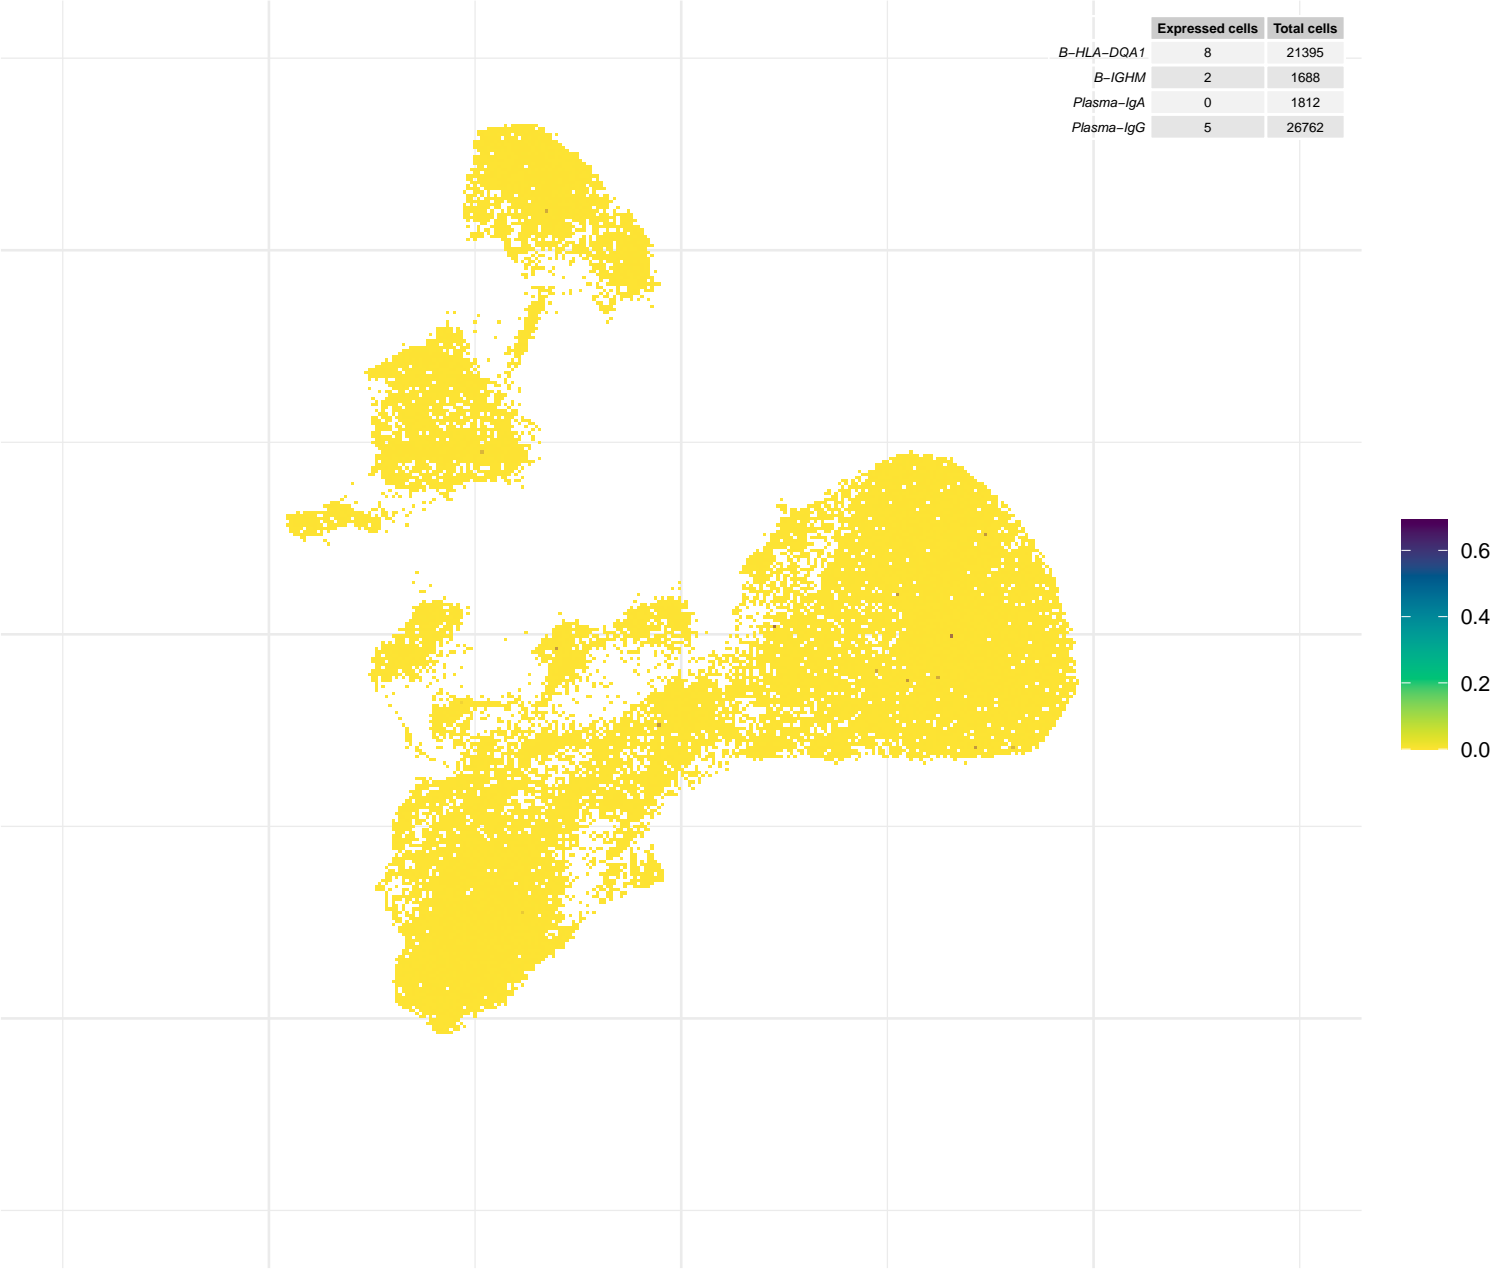 Expressed cells Total cells
B−HLA−DQA1 8 21395
B−IGHM 2 1688
Plasma−IgA 0 1812
Plasma−IgG 5 26762
0.6
0.4
0.2
0.0